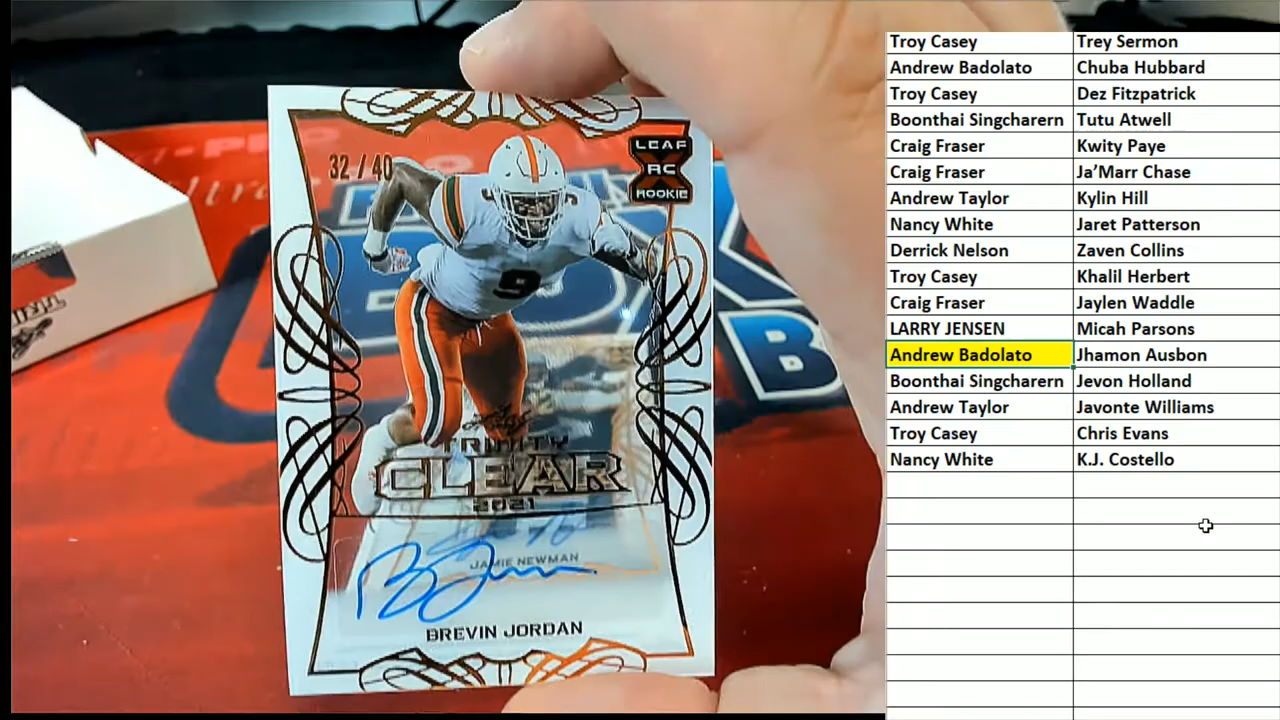 32 / 40
LEAF
RC
ROOKIE
9
TRINITY
CLEAR
2021
JAMIE NEWMAN
BREVIN JORDAN
Troy Casey Trey Sermon
Andrew Badolato Chuba Hubbard
Troy Casey Dez Fitzpatrick
Boonthai Singcharern Tutu Atwell
Craig Fraser Kwity Paye
Craig Fraser Ja’Marr Chase
Andrew Taylor Kylin Hill
Nancy White Jaret Patterson
Derrick Nelson Zaven Collins
Troy Casey Khalil Herbert
Craig Fraser Jaylen Waddle
LARRY JENSEN Micah Parsons
Andrew Badolato Jhamon Ausbon
Boonthai Singcharern Jevon Holland
Andrew Taylor Javonte Williams
Troy Casey Chris Evans
Nancy White K.J. Costello